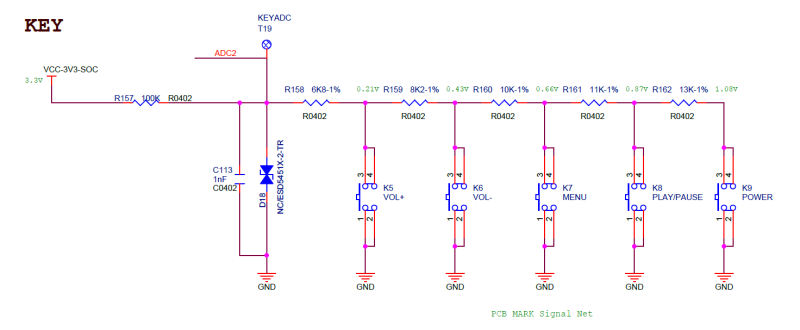 KEY
KEYADC
T19
ADC2
VCC-3V3-SOC
3.3V
R157 100K R0402
R158 6K8-1% 0.21V R159 8K2-1% 0.43V R160 10K-1% 0.66V R161 11K-1% 0.87V R162 13K-1% 1.08V
R0402 R0402 R0402 R0402 R0402
C113
1nF
C0402
D18
NC/ESD5451X-2-TR
3 4 3 4 3 4 3 4 3 4
K5 K6 K7 K8 K9
VOL+ VOL- MENU PLAY/PAUSE POWER
1 2 1 2 1 2 1 2 1 2
GND GND GND GND GND GND
PCB MARK Signal Net